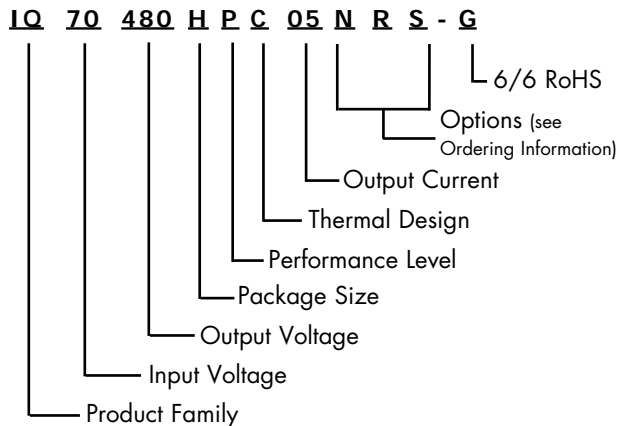 IQ 70 480 H P C 05 N R S - G
6/6 RoHS
Options (see
Ordering Information)
Output Current
Thermal Design
Performance Level
Package Size
Output Voltage
Input Voltage
Product Family